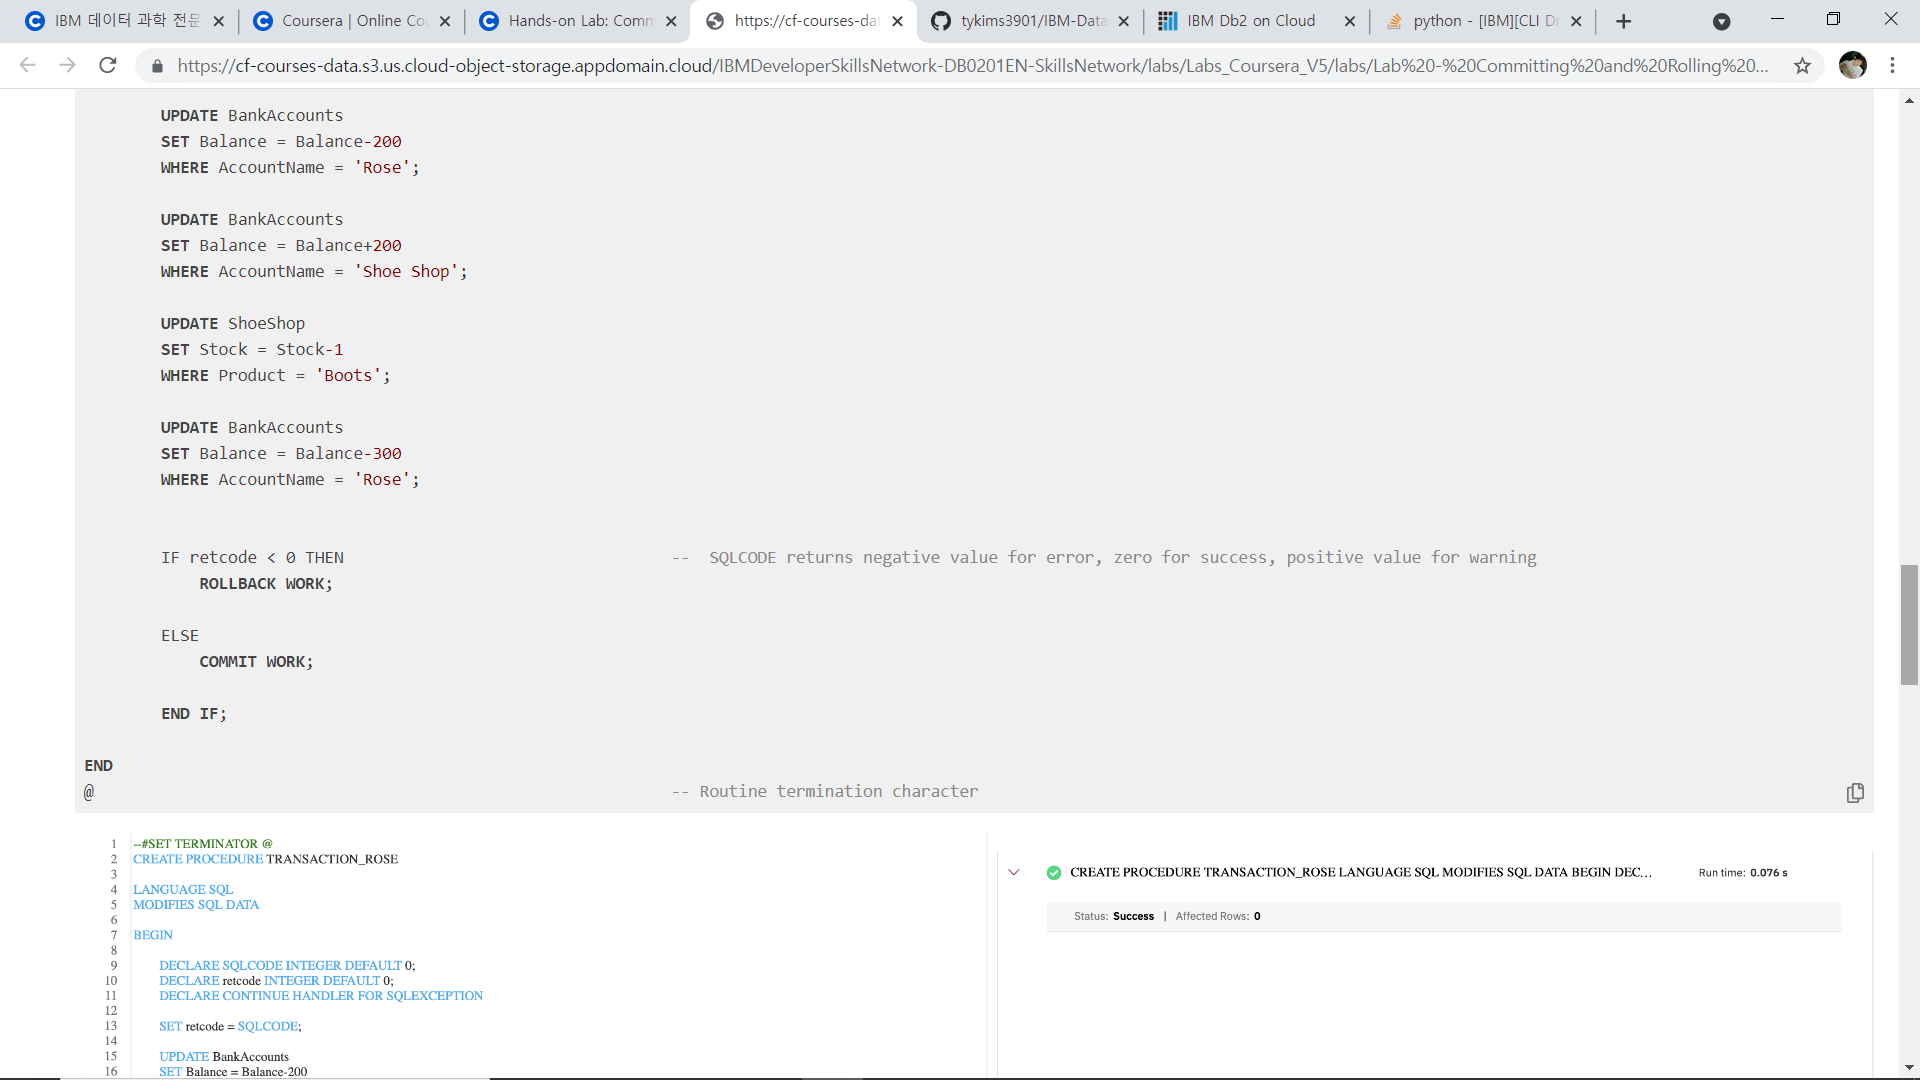 IBM 데이터 과학 전문
Coursera | Online Co
Hands-on Lab: Comm
https://cf-courses-dat
tykims3901/IBM-Data
IBM Db2 on Cloud
python - [IBM][CLI Dr
https://cf-courses-data.s3.us.cloud-object-storage.appdomain.cloud/IBMDeveloperSkillsNetwork-DB0201EN-SkillsNetwork/labs/Labs_Coursera_V5/labs/Lab%20-%20Committing%20and%20Rolling%20...
UPDATE BankAccounts
SET Balance = Balance-200
WHERE AccountName = 'Rose';
UPDATE BankAccounts
SET Balance = Balance+200
WHERE AccountName = 'Shoe Shop';
UPDATE ShoeShop
SET Stock = Stock-1
WHERE Product = 'Boots';
UPDATE BankAccounts
SET Balance = Balance-300
WHERE AccountName = 'Rose';
IF retcode < 0 THEN -- SQLCODE returns negative value for error, zero for success, positive value for warning
ROLLBACK WORK;
ELSE
COMMIT WORK;
END IF;
END
@ -- Routine termination character
1 --#SET TERMINATOR @
2 CREATE PROCEDURE TRANSACTION_ROSE
3
4 LANGUAGE SQL
5 MODIFIES SQL DATA
6
7 BEGIN
8
9 DECLARE SQLCODE INTEGER DEFAULT 0;
10 DECLARE retcode INTEGER DEFAULT 0;
11 DECLARE CONTINUE HANDLER FOR SQLEXCEPTION
12
13 SET retcode = SQLCODE;
14
15 UPDATE BankAccounts
16 SET Balance = Balance-200
CREATE PROCEDURE TRANSACTION_ROSE LANGUAGE SQL MODIFIES SQL DATA BEGIN DEC... Run time: 0.076 s
Status: Success | Affected Rows: 0